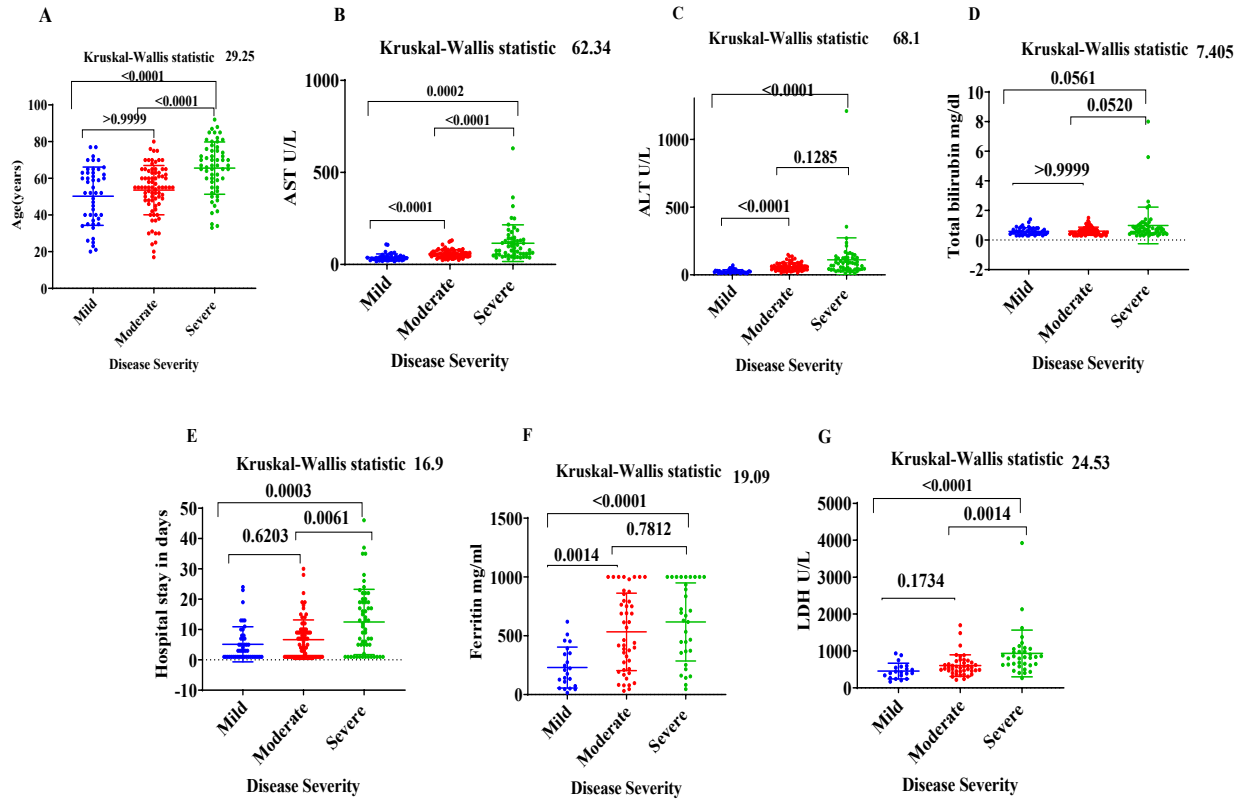 A
Kruskal-Wallis statistic 29.25
<0.0001
<0.0001
>0.9999
100
80
60
40
20
0
Age(years)
Mild
Moderate
Severe
Disease Severity
B
Kruskal-Wallis statistic 62.34
1000
500
0
0.0002
<0.0001
<0.0001
AST U/L
Mild
Moderate
Severe
Disease Severity
C
Kruskal-Wallis statistic 68.1
<0.0001
0.1285
<0.0001
1000
500
0
ALT U/L
Mild
Moderate
Severe
Disease Severity
D
Kruskal-Wallis statistic 7.405
0.0561
0.0520
>0.9999
10
8
6
4
2
0
-2
Total bilirubin mg/dl
Mild
Moderate
Severe
Disease Severity
E
Kruskal-Wallis statistic 16.9
0.0003
0.0061
0.6203
50
40
30
20
10
0
-10
Hospital stay in days
Mild
Moderate
Severe
Disease Severity
F
Kruskal-Wallis statistic 19.09
<0.0001
0.7812
0.0014
1500
1000
500
0
Ferritin mg/ml
Mild
Moderate
Severe
Disease Severity
G
Kruskal-Wallis statistic 24.53
<0.0001
0.0014
0.1734
5000
4000
3000
2000
1000
0
LDH U/L
Mild
Moderate
Severe
Disease Severity